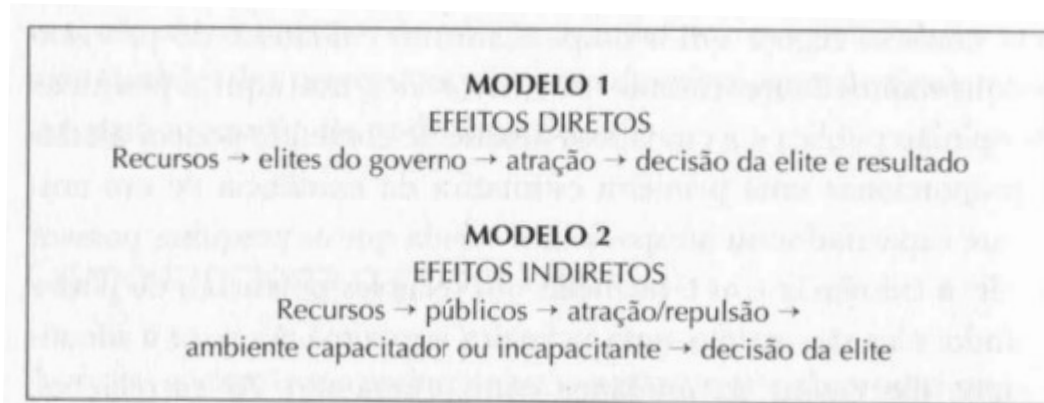 MODELO 1
EFEITOS DIRETOS
Recursos → elites do governo → atração → decisão da elite e resultado
MODELO 2
EFEITOS INDIRETOS
Recursos → públicos → atração/repulsão →
ambiente capacitador ou incapacitante → decisão da elite